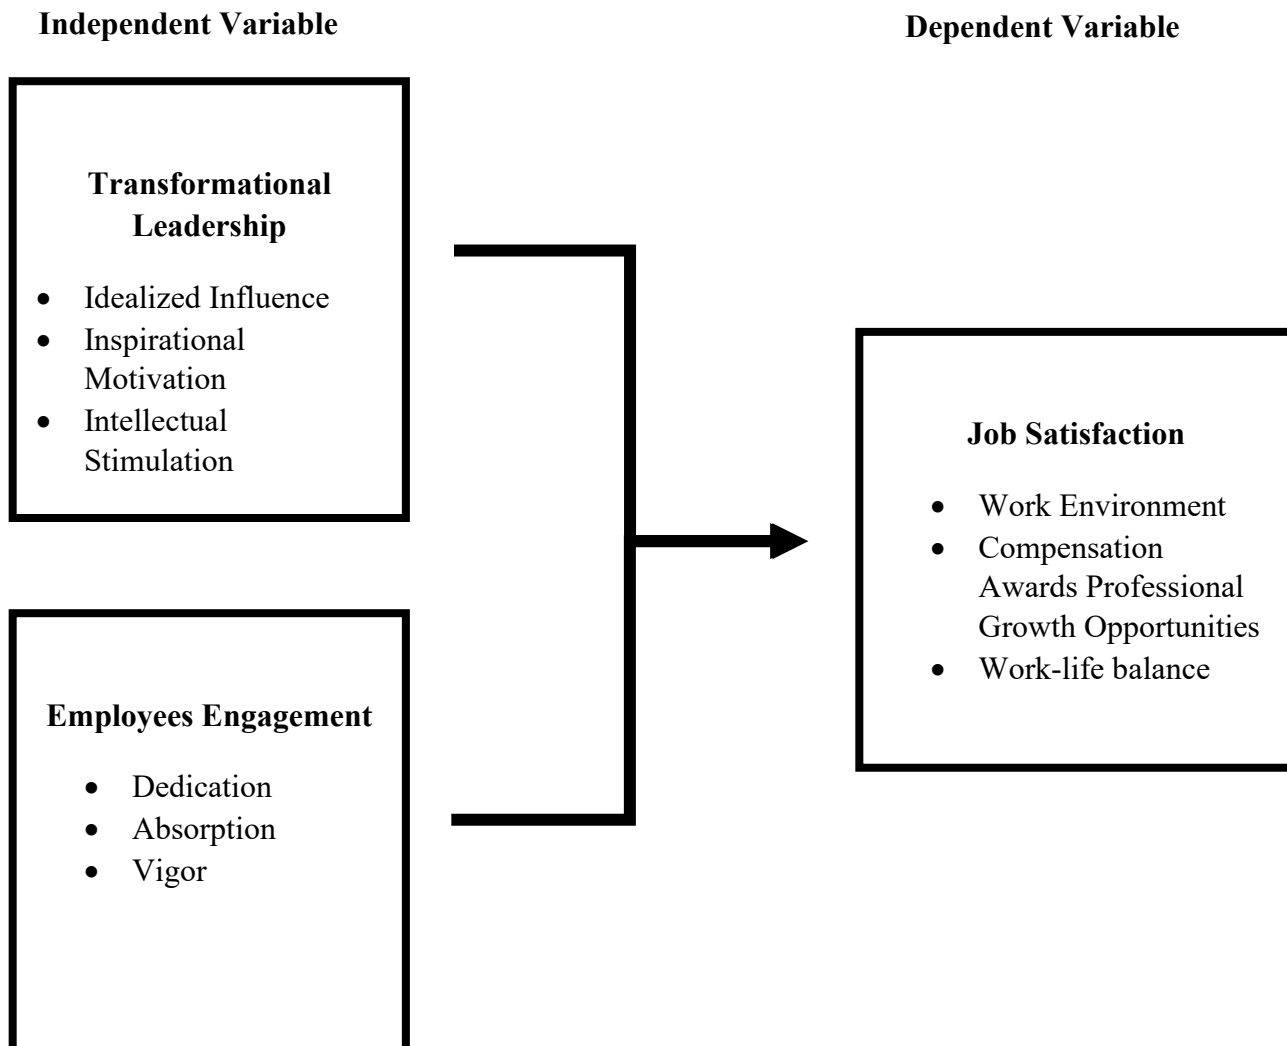 Independent Variable
Dependent Variable
Transformational
Leadership
• Idealized Influence
• Inspirational
Motivation
• Intellectual
Stimulation
Employees Engagement
• Dedication
• Absorption
• Vigor
Job Satisfaction
• Work Environment
• Compensation
Awards Professional
Growth Opportunities
• Work-life balance